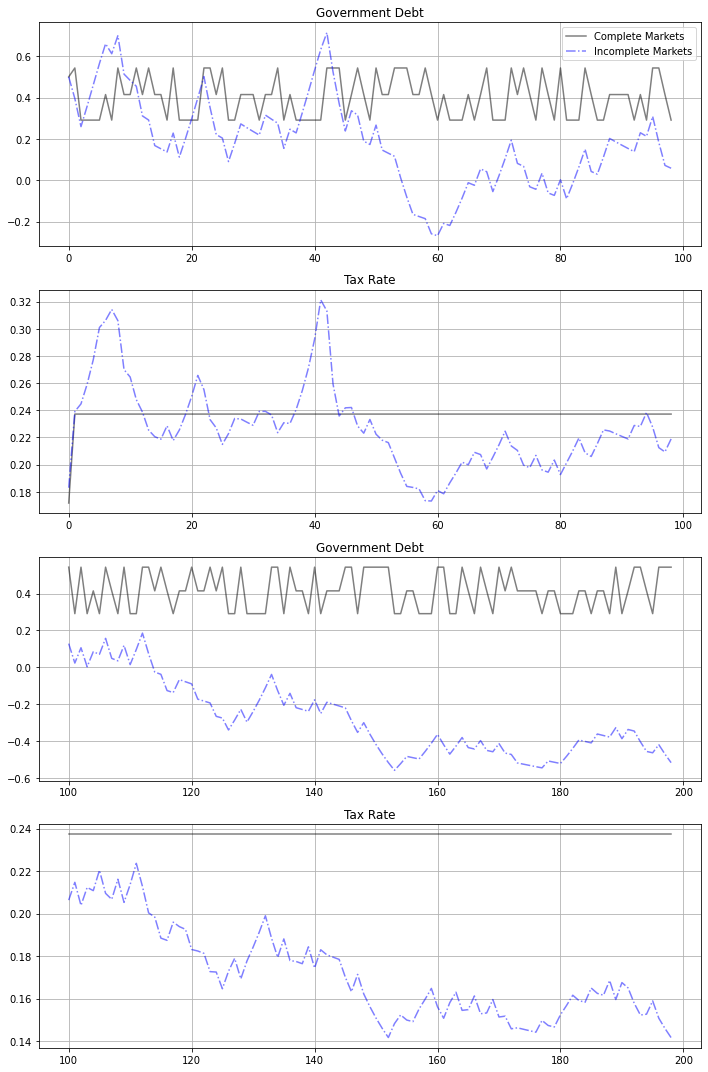 Government Debt
Complete Markets
Incomplete Markets
0.6
0.4
0.2
0.0
−0.2
0 20 40 60 80 100
Tax Rate
0.32
0.30
0.28
0.26
0.24
0.22
0.20
0.18
0 20 40 60 80 100
Government Debt
0.4
0.2
0.0
−0.2
−0.4
−0.6
100 120 140 160 180 200
Tax Rate
0.24
0.22
0.20
0.18
0.16
0.14
100 120 140 160 180 200